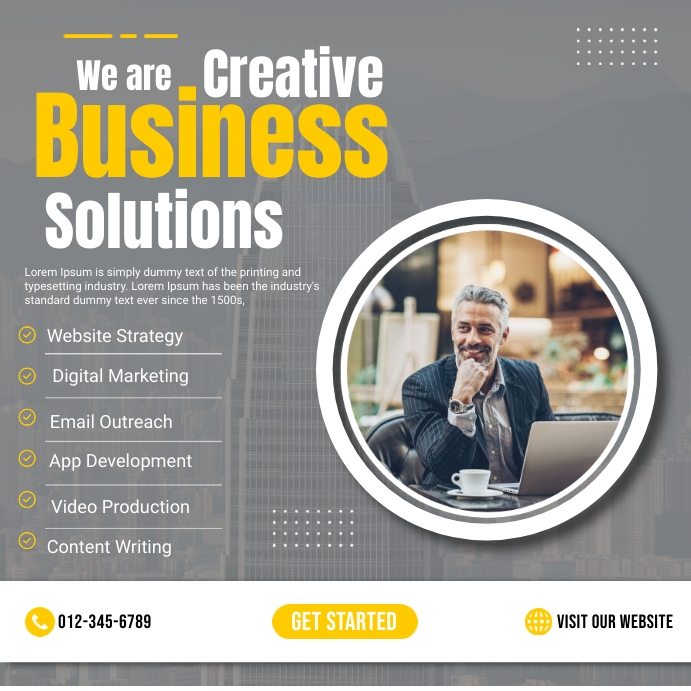 We are Creative
Business
Solutions
Lorem Ipsum is simply dummy text of the printing and
typesetting industry. Lorem Ipsum has been the industry's
standard dummy text ever since the 1500s,
Website Strategy
Digital Marketing
Email Outreach
App Development
Video Production
Content Writing
012-345-6789
GET STARTED
VISIT OUR WEBSITE